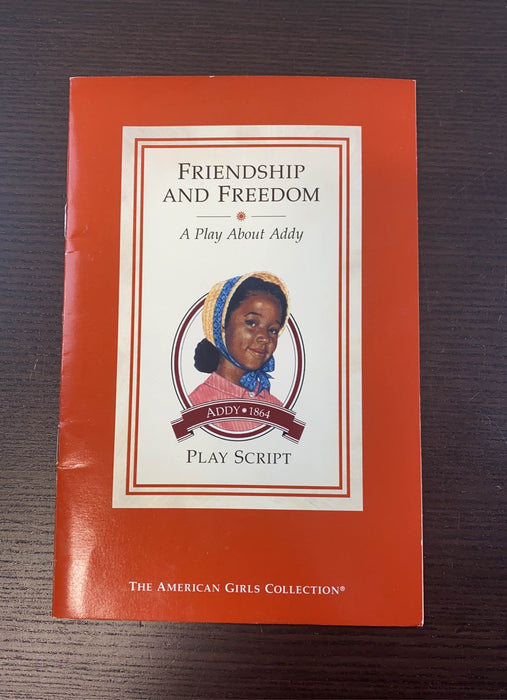 FRIENDSHIP
AND FREEDOM
A Play About Addy
ADDY • 1864
PLAY SCRIPT
THE AMERICAN GIRLS COLLECTION®